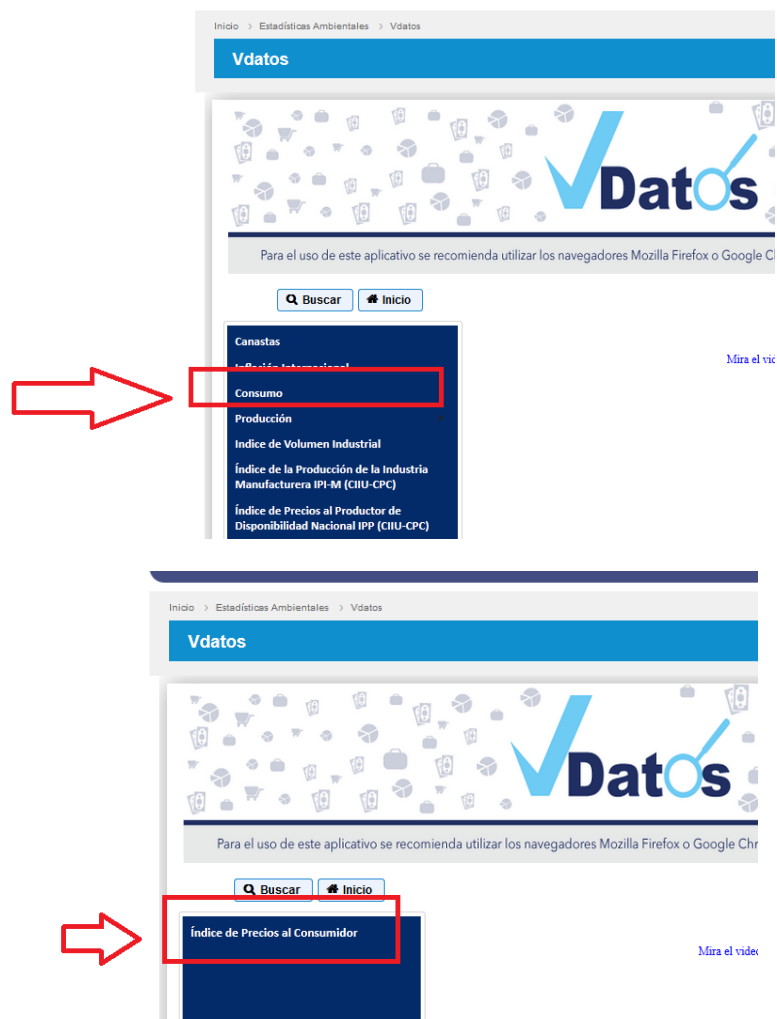 Inicio > Estadísticas Ambientales > Vdatos
Vdatos
VDatos
Para el uso de este aplicativo se recomienda utilizar los navegadores Mozilla Firefox o Google C
Buscar Inicio
Canastas
Inflación Internacional
Mira el vid
Consumo
Producción
Indice de Volumen Industrial
Índice de la Producción de la Industria
Manufacturera IPI-M (CIIU-CPC)
Índice de Precios al Productor de
Disponibilidad Nacional IPP (CIIU-CPC)
Inicio > Estadísticas Ambientales > Vdatos
Vdatos
VDatos
Para el uso de este aplicativo se recomienda utilizar los navegadores Mozilla Firefox o Google Chr
Buscar Inicio
Índice de Precios al Consumidor
Mira el video